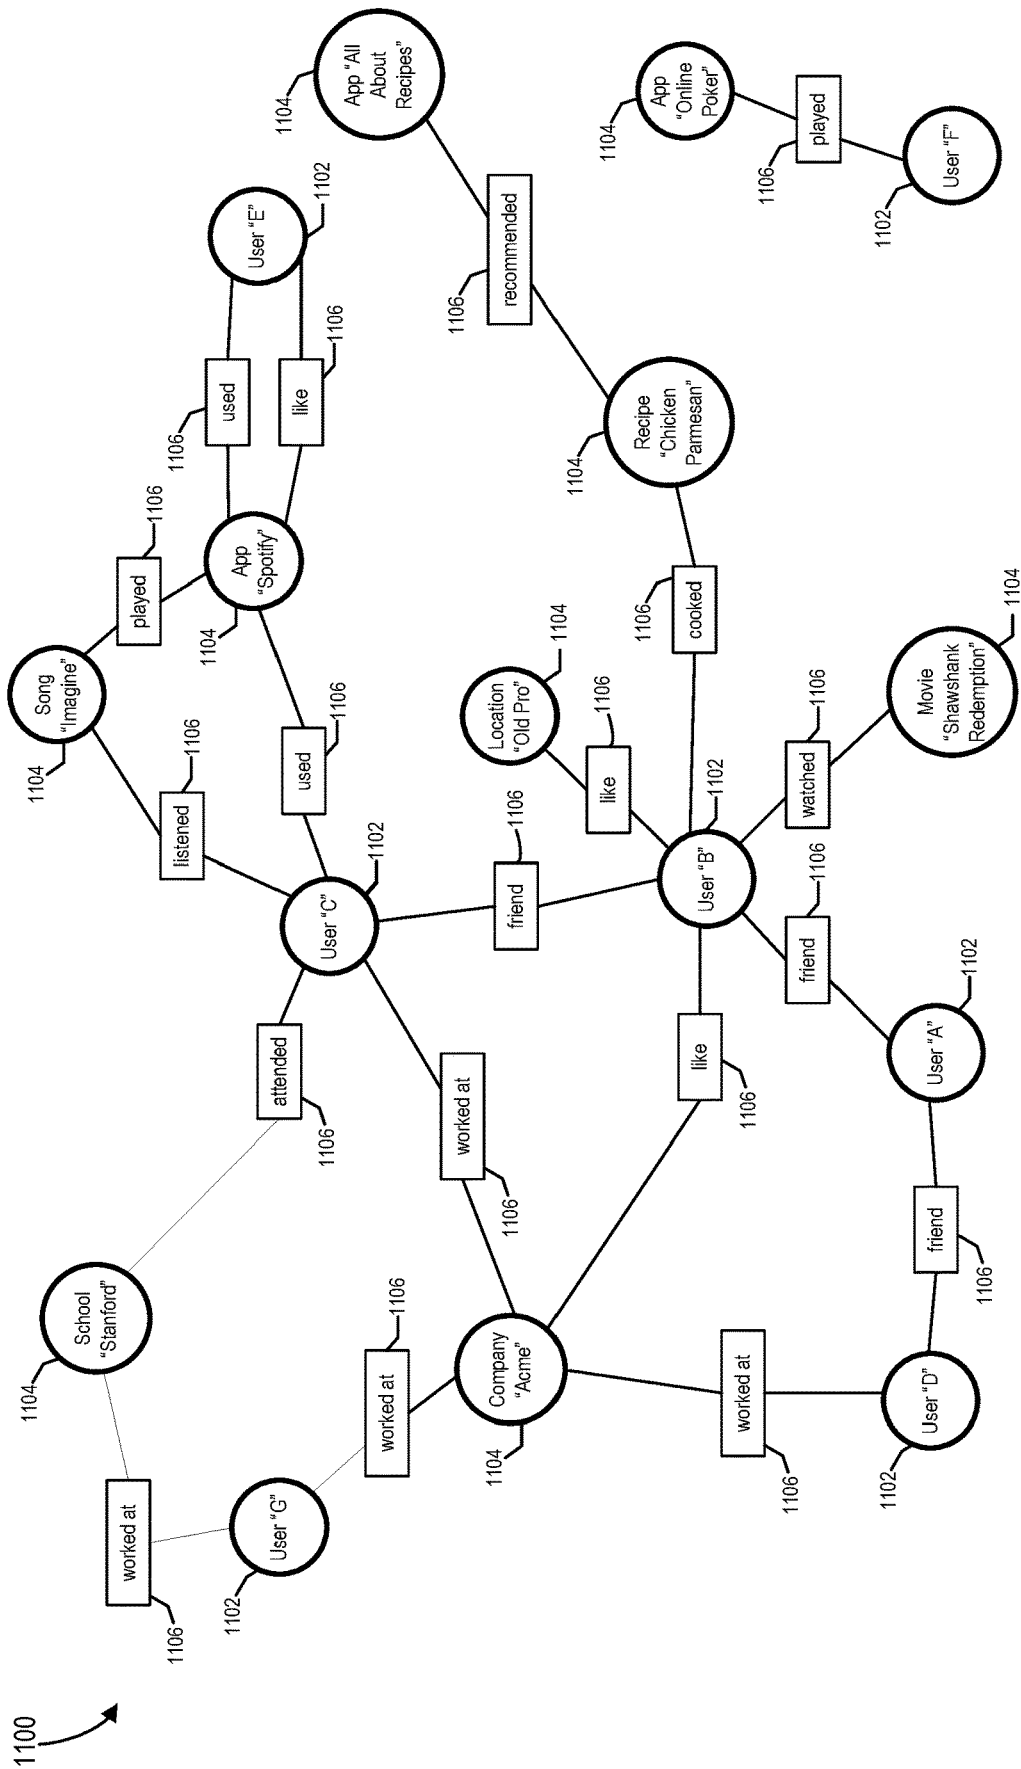 1100
1104
School
"Stanford"
1104
Song
"Imagine"
worked at
1106
played
1106
listened
1106
1102
User "G"
attended
1106
App
"Spotify"
1104
used
1106
User "E"
1102
like
1106
used
1106
User "C"
1102
worked at
1106
App "All
About
Recipes"
1104
worked at
1106
Company
"Acme"
1104
friend
1106
Location
"Old Pro"
1104
recommended
1106
like
1106
Recipe
"Chicken
Parmesan"
1104
cooked
1106
User "B"
1102
like
1106
App
"Online
Poker"
1104
worked at
1106
friend
1106
watched
1106
played
1106
User "D"
1102
friend
1106
User "A"
1102
Movie
"Shawshank
Redemption"
1104
User "F"
1102